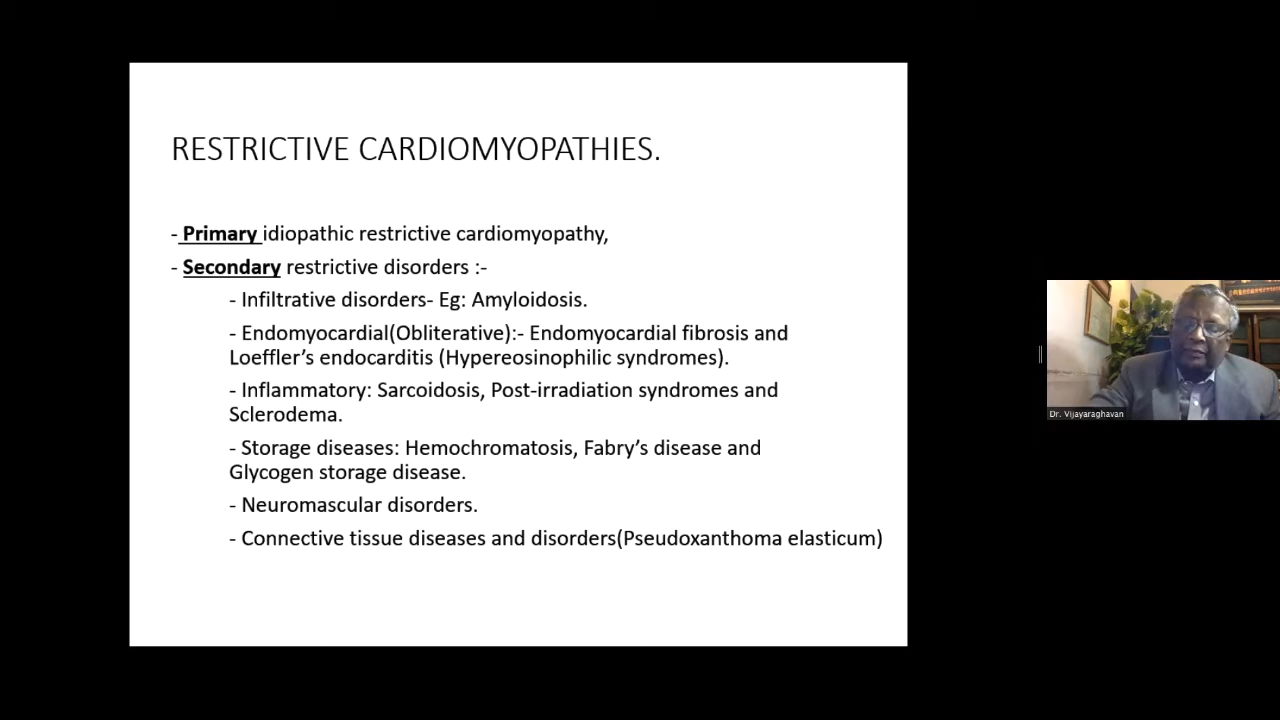 RESTRICTIVE CARDIOMYOPATHIES.
- Primary idiopathic restrictive cardiomyopathy,
- Secondary restrictive disorders :-
- Infiltrative disorders- Eg: Amyloidosis.
- Endomyocardial(Obliterative):- Endomyocardial fibrosis and
Loeffler’s endocarditis (Hypereosinophilic syndromes).
- Inflammatory: Sarcoidosis, Post-irradiation syndromes and
Sclerodema.
- Storage diseases: Hemochromatosis, Fabry’s disease and
Glycogen storage disease.
- Neuromascular disorders.
- Connective tissue diseases and disorders(Pseudoxanthoma elasticum)
Dr. Vijayaraghavan